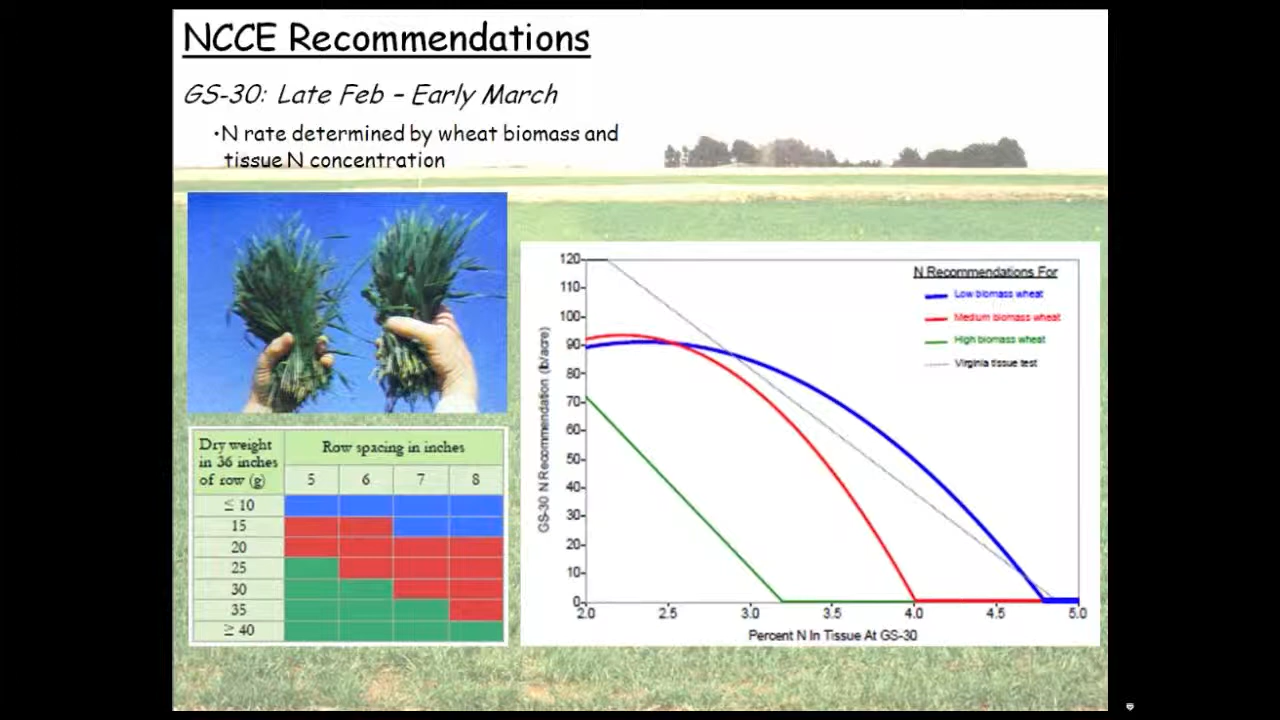 NCCE Recommendations
GS-30: Late Feb – Early March
•N rate determined by wheat biomass and
tissue N concentration
Dry weight
in 36 inches
of row (g)
Row spacing in inches
5 6 7 8
≤ 10
15
20
25
30
35
≥ 40
N Recommendations For
Low biomass wheat
Medium biomass wheat
High biomass wheat
Virginia tissue test
GS-30 N Recommendation (lb/acre)
120
110
100
90
80
70
60
50
40
30
20
10
0
2.0 2.5 3.0 3.5 4.0 4.5 5.0
Percent N In Tissue At GS-30